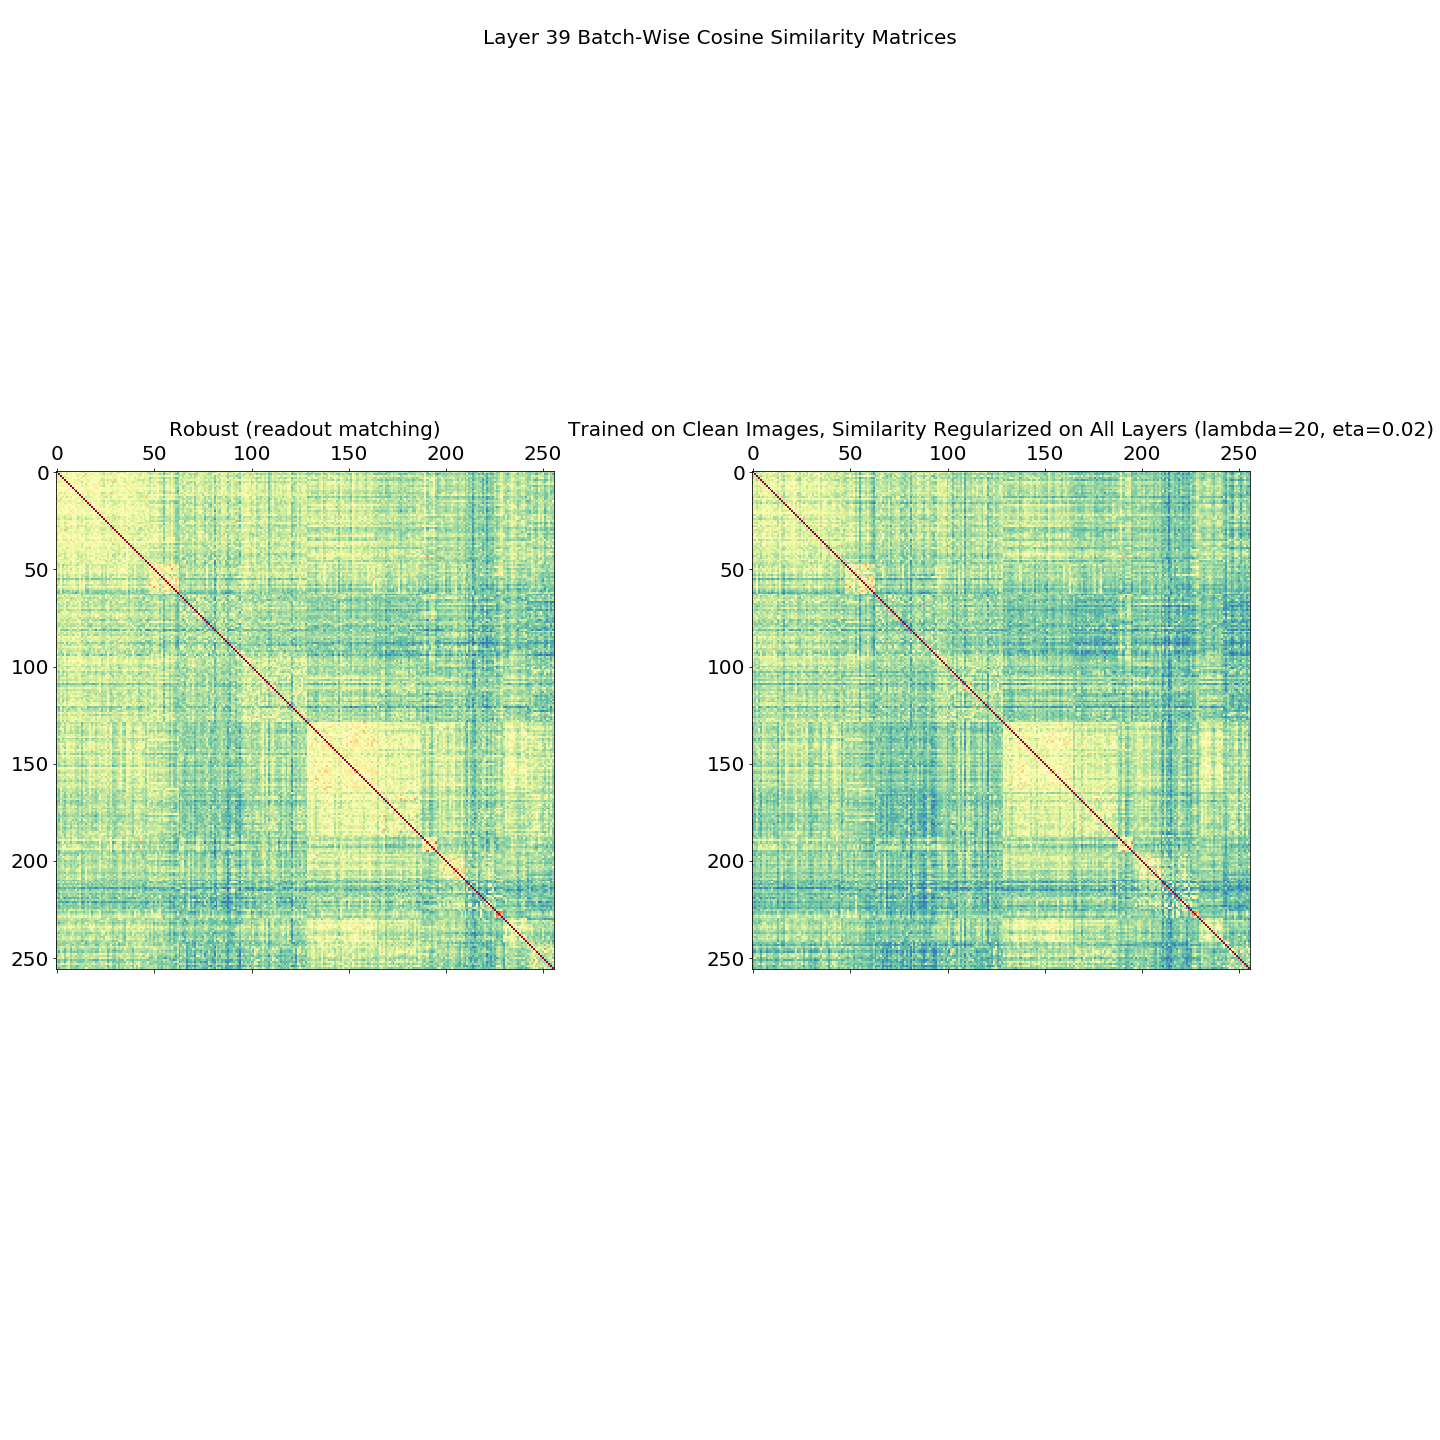 Layer 39 Batch-Wise Cosine Similarity Matrices
Robust (readout matching)
0 50 100 150 200 250
0
50
100
150
200
250
Trained on Clean Images, Similarity Regularized on All Layers (lambda=20, eta=0.02)
0 50 100 150 200 250
0
50
100
150
200
250